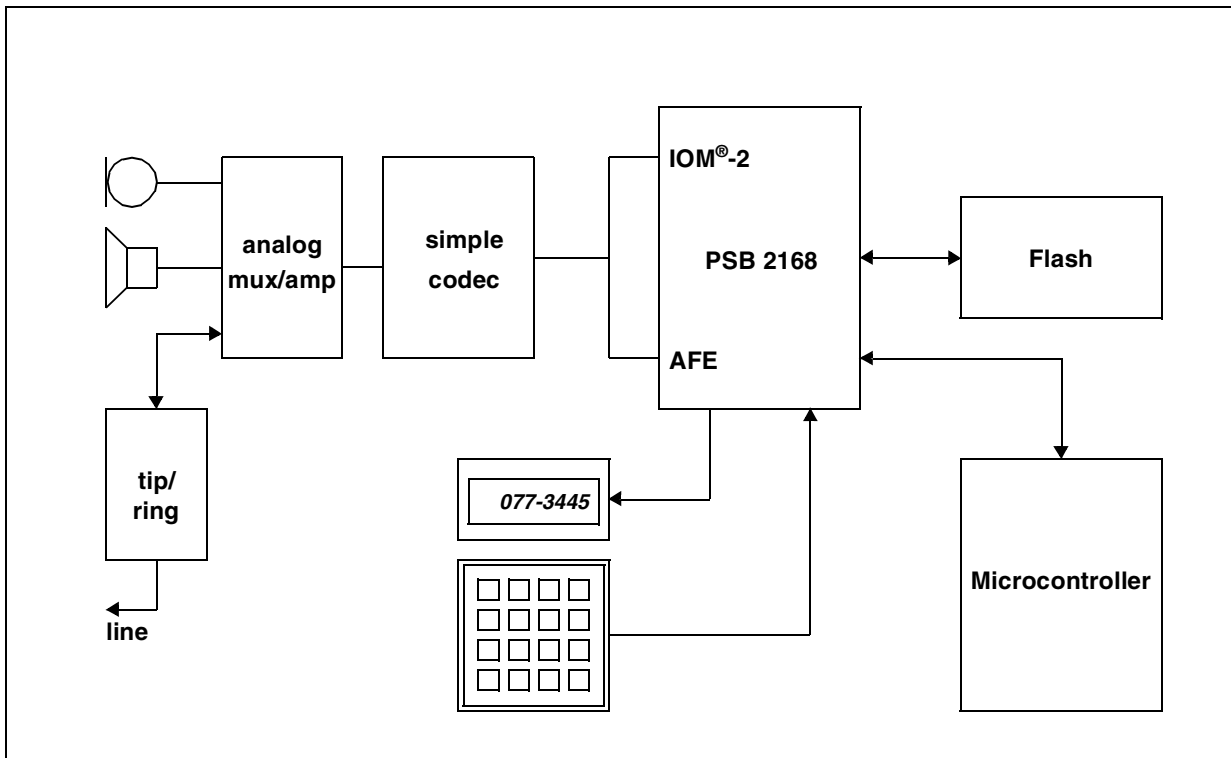 IOM®-2
analog
mux/amp
simple
codec
PSB 2168
Flash
AFE
tip/
ring
077-3445
Microcontroller
line